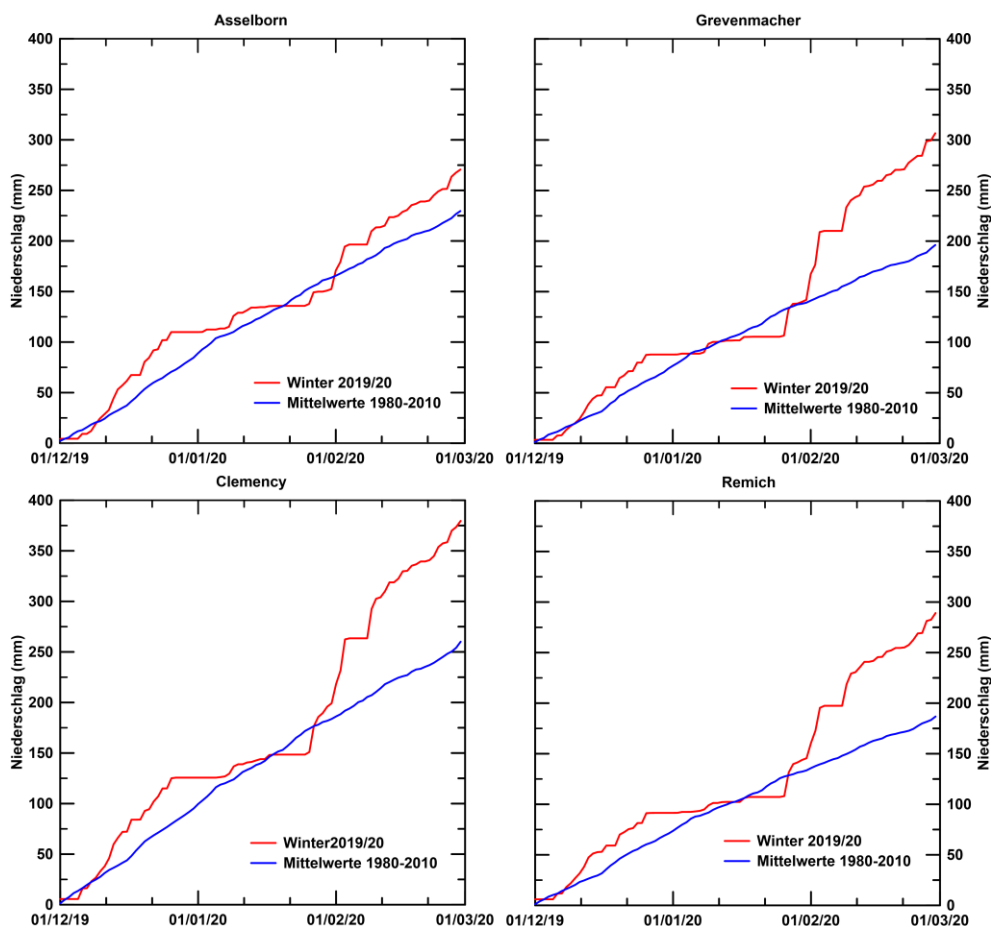 Asselborn
400
350
300
250
200
150
100
50
0
Niederschlag (mm)
Winter 2019/20
Mittelwerte 1980-2010
01/12/19 01/01/20 01/02/20 01/03/20
Grevenmacher
400
350
300
250
200
150
100
50
0
Niederschlag (mm)
Winter 2019/20
Mittelwerte 1980-2010
01/12/19 01/01/20 01/02/20 01/03/20
Clemency
400
350
300
250
200
150
100
50
0
Niederschlag (mm)
Winter2019/20
Mittelwerte 1980-2010
01/12/19 01/01/20 01/02/20 01/03/20
Remich
400
350
300
250
200
150
100
50
0
Niederschlag (mm)
Winter 2019/20
Mittelwerte 1980-2010
01/12/19 01/01/20 01/02/20 01/03/20